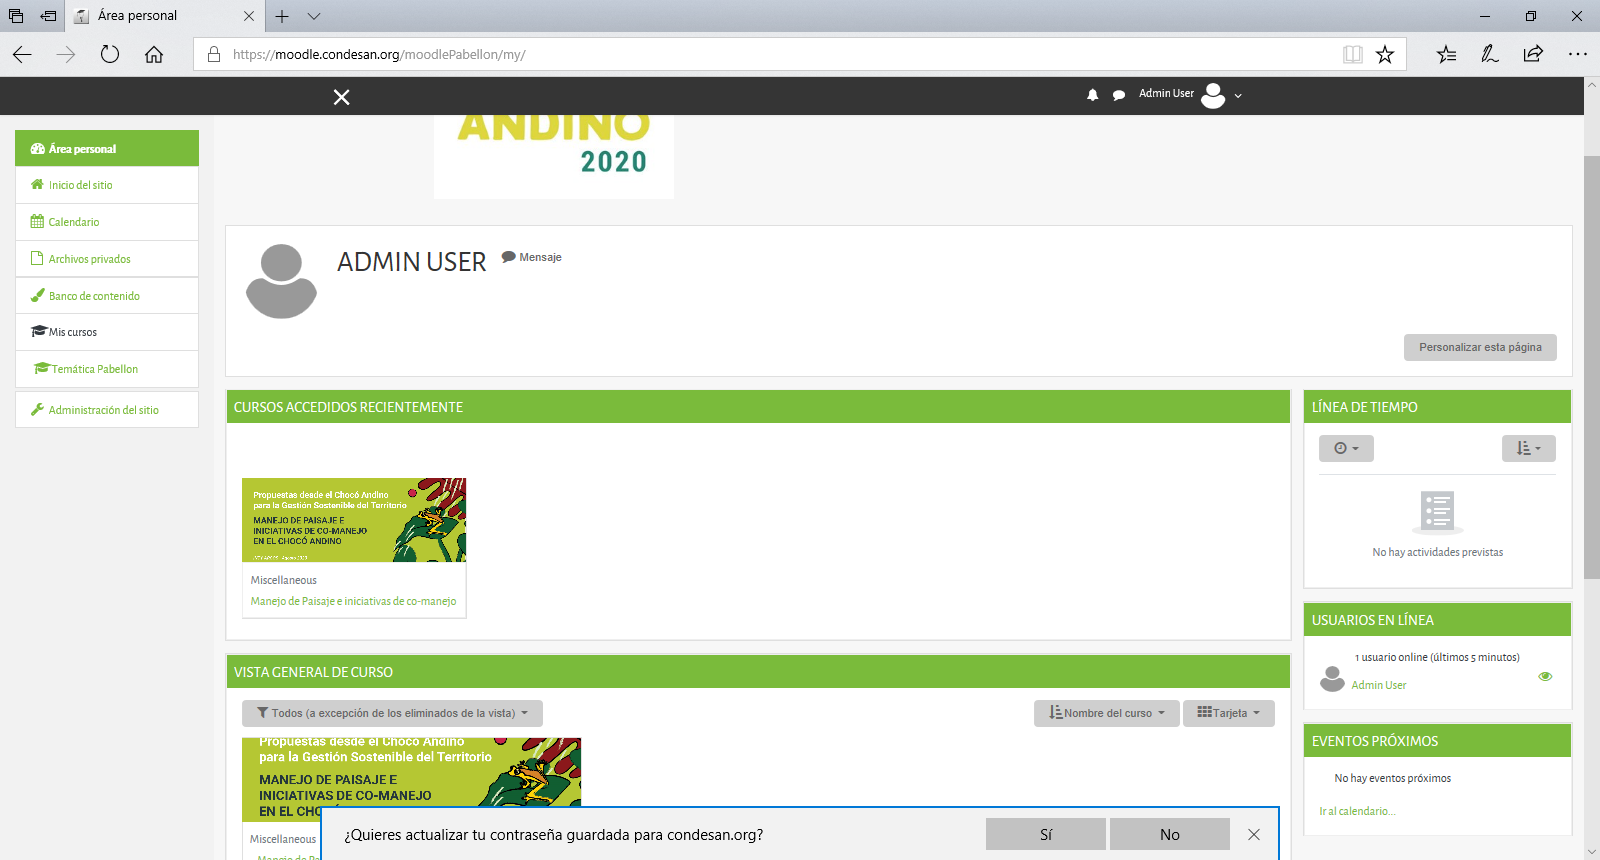 Área personal
https://moodle.condesan.org/moodlePabellon/my/
Admin User
ANDINO
2020
Área personal
Inicio del sitio
Calendario
Archivos privados
Banco de contenido
Mis cursos
Temática Pabellon
Administración del sitio
ADMIN USER
Mensaje
Personalizar esta página
CURSOS ACCEDIDOS RECIENTEMENTE
Propuestas desde el Chocó Andino
para la Gestión Sostenible del Territorio
MANEJO DE PAISAJE E
INICIATIVAS DE CO-MANEJO
EN EL CHOCÓ ANDINO
Miscellaneous
Manejo de Paisaje e iniciativas de co-manejo
VISTA GENERAL DE CURSO
Todos (a excepción de los eliminados de la vista)
Nombre del curso
Tarjeta
Propuestas desde el Chocó Andino
para la Gestión Sostenible del Territorio
MANEJO DE PAISAJE E
INICIATIVAS DE CO-MANEJO
EN EL CHOCÓ
Miscellaneous
Manejo de Pa
LÍNEA DE TIEMPO
No hay actividades previstas
USUARIOS EN LÍNEA
1 usuario online (últimos 5 minutos)
Admin User
EVENTOS PRÓXIMOS
No hay eventos próximos
Ir al calendario...
¿Quieres actualizar tu contraseña guardada para condesan.org?
Sí
No